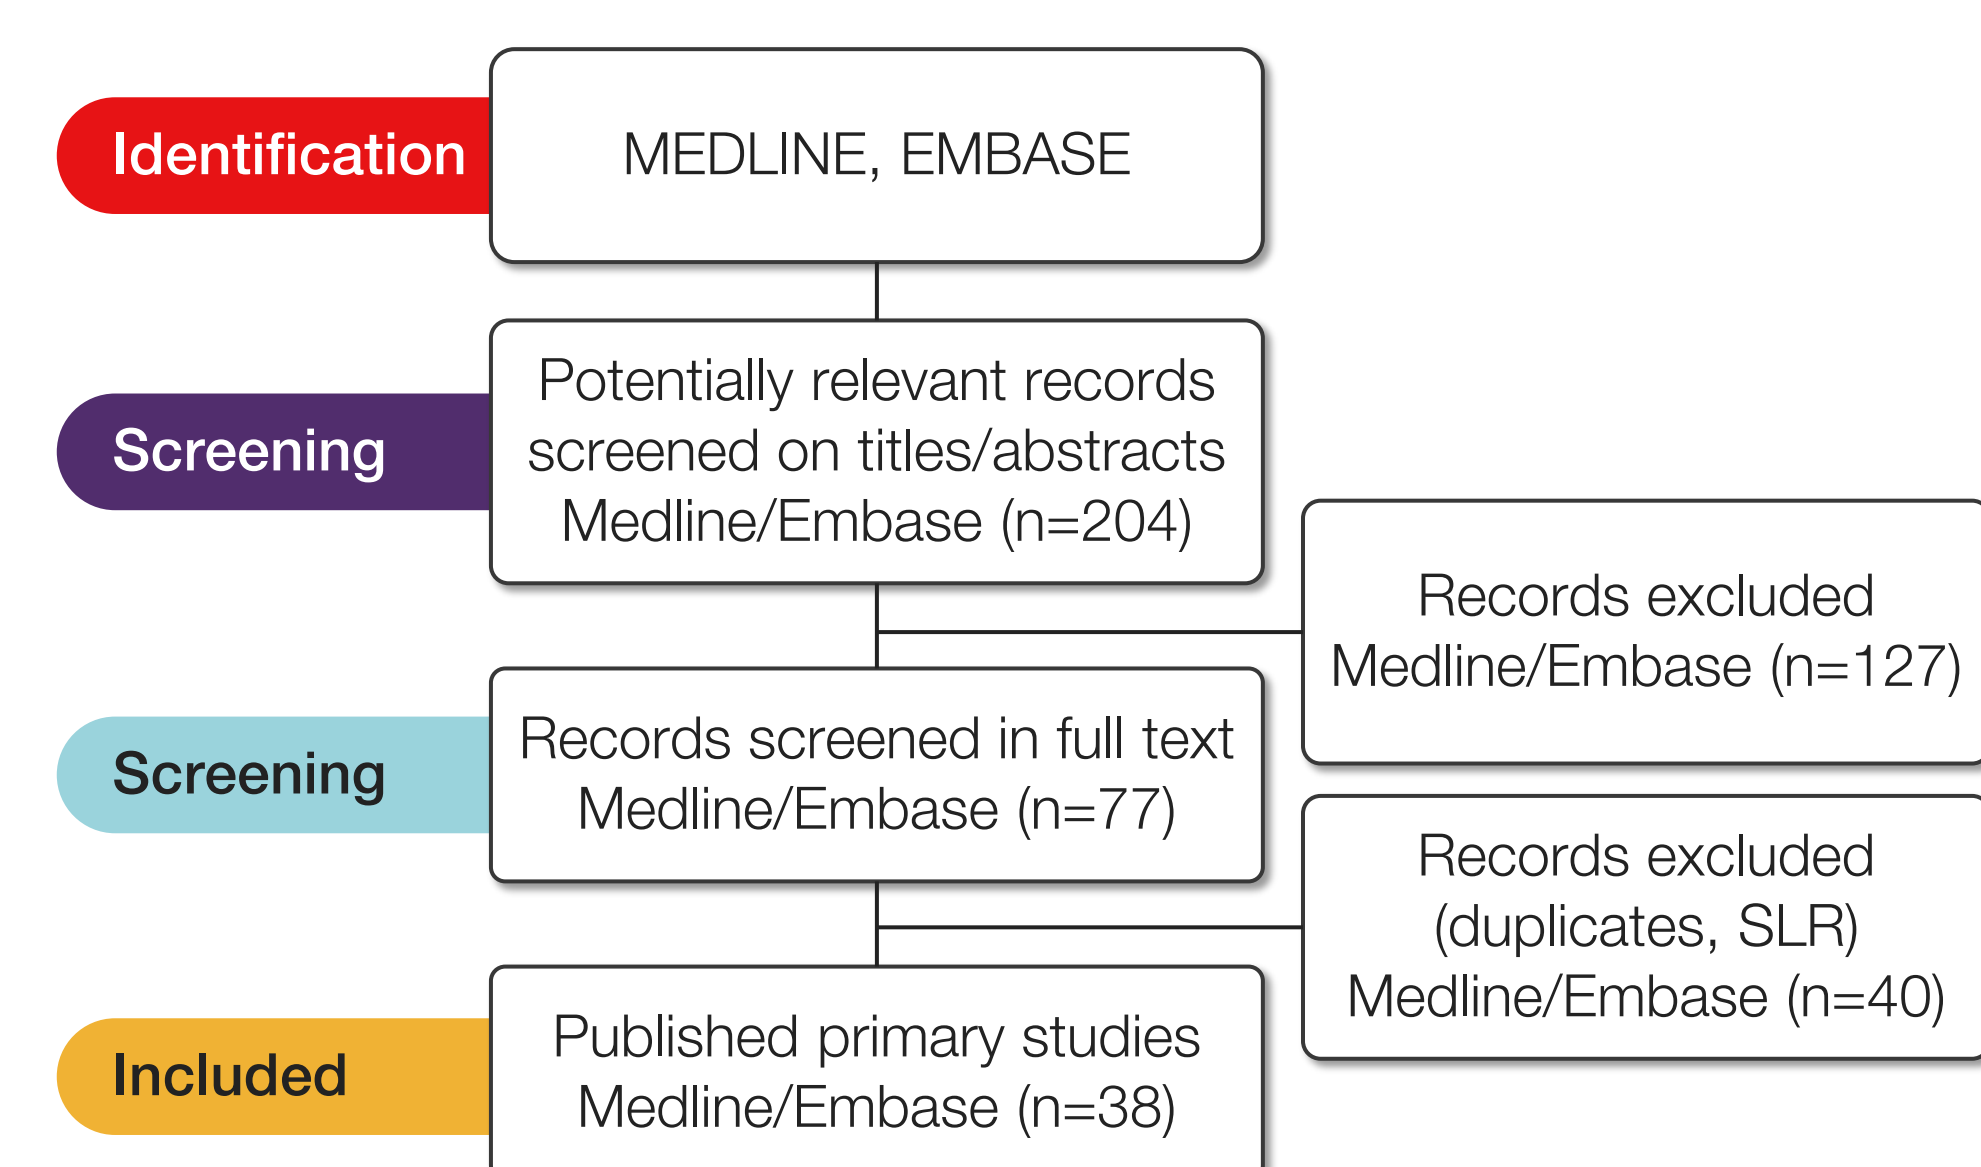 Identification
MEDLINE, EMBASE
Screening
Potentially relevant records
screened on titles/abstracts
Medline/Embase (n=204)
Records excluded
Medline/Embase (n=127)
Screening
Records screened in full text
Medline/Embase (n=77)
Records excluded
(duplicates, SLR)
Medline/Embase (n=40)
Included
Published primary studies
Medline/Embase (n=38)